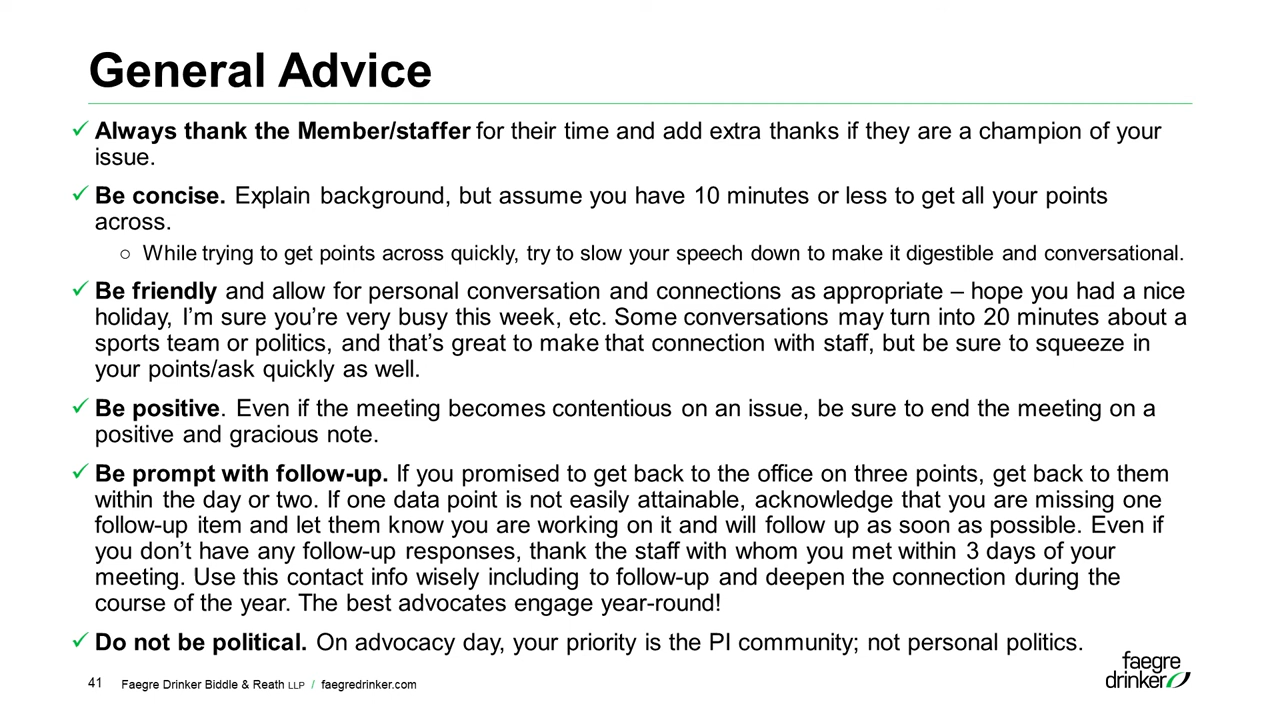 General Advice
✓ Always thank the Member/staffer for their time and add extra thanks if they are a champion of your
issue.
✓ Be concise. Explain background, but assume you have 10 minutes or less to get all your points
across.
○ While trying to get points across quickly, try to slow your speech down to make it digestible and conversational.
✓ Be friendly and allow for personal conversation and connections as appropriate – hope you had a nice
holiday, I’m sure you’re very busy this week, etc. Some conversations may turn into 20 minutes about a
sports team or politics, and that’s great to make that connection with staff, but be sure to squeeze in
your points/ask quickly as well.
✓ Be positive. Even if the meeting becomes contentious on an issue, be sure to end the meeting on a
positive and gracious note.
✓ Be prompt with follow-up. If you promised to get back to the office on three points, get back to them
within the day or two. If one data point is not easily attainable, acknowledge that you are missing one
follow-up item and let them know you are working on it and will follow up as soon as possible. Even if
you don’t have any follow-up responses, thank the staff with whom you met within 3 days of your
meeting. Use this contact info wisely including to follow-up and deepen the connection during the
course of the year. The best advocates engage year-round!
✓ Do not be political. On advocacy day, your priority is the PI community; not personal politics.
41 Faegre Drinker Biddle & Reath LLP / faegredrinker.com
faegre
drinker